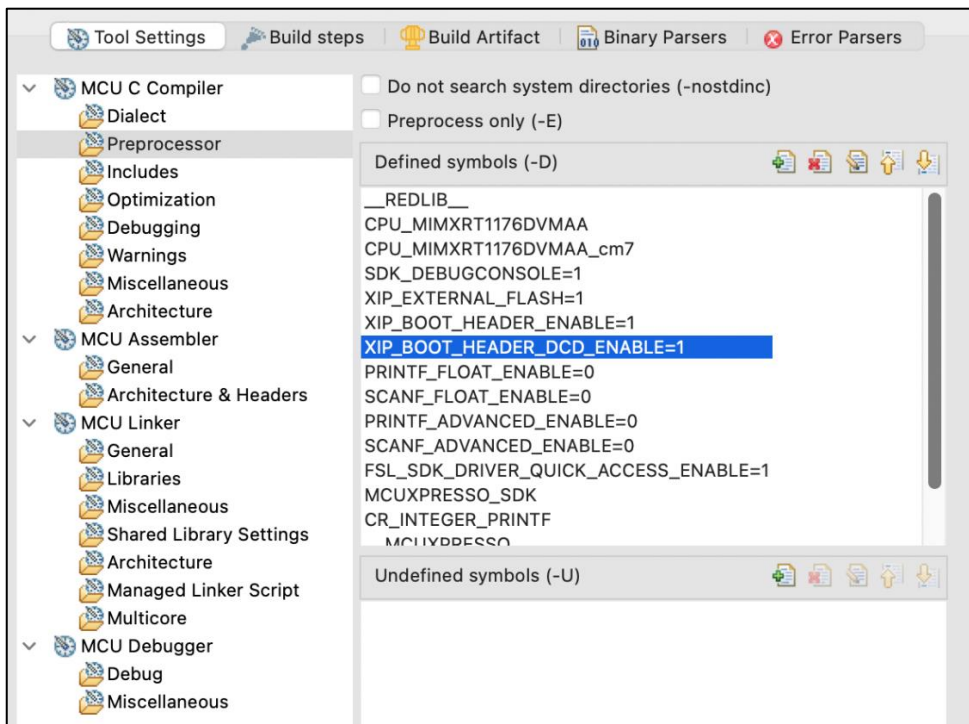 Tool Settings Build steps Build Artifact Binary Parsers Error Parsers
MCU C Compiler
Dialect
Preprocessor
Includes
Optimization
Debugging
Warnings
Miscellaneous
Architecture
MCU Assembler
General
Architecture & Headers
MCU Linker
General
Libraries
Miscellaneous
Shared Library Settings
Architecture
Managed Linker Script
Multicore
MCU Debugger
Debug
Miscellaneous
Do not search system directories (-nostdinc)
Preprocess only (-E)
Defined symbols (-D)
__REDLIB__
CPU_MIMXRT1176DVMAA
CPU_MIMXRT1176DVMAA_cm7
SDK_DEBUGCONSOLE=1
XIP_EXTERNAL_FLASH=1
XIP_BOOT_HEADER_ENABLE=1
XIP_BOOT_HEADER_DCD_ENABLE=1
PRINTF_FLOAT_ENABLE=0
SCANF_FLOAT_ENABLE=0
PRINTF_ADVANCED_ENABLE=0
SCANF_ADVANCED_ENABLE=0
FSL_SDK_DRIVER_QUICK_ACCESS_ENABLE=1
MCUXPRESSO_SDK
CR_INTEGER_PRINTF
__MCUXPRESSO
Undefined symbols (-U)